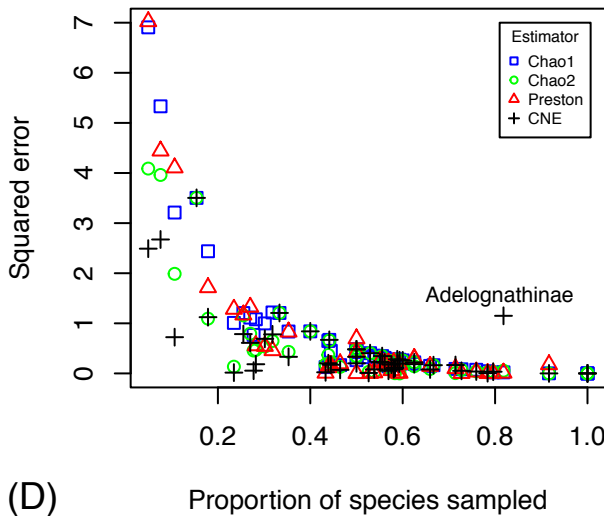 Squared error
7
6
5
4
3
2
1
0
Estimator
Chao1
Chao2
Preston
CNE
Adelognathinae
0.2 0.4 0.6 0.8 1.0
(D) Proportion of species sampled